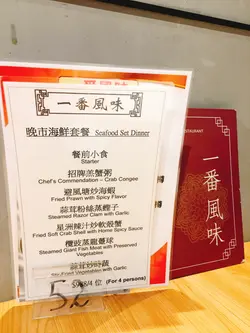 一番風味
晚市海鮮套餐 Seafood Set Dinner
餐前小食
Starter
招牌羔蟹粥
Chef's Commendation – Crab Congee
避風塘炒海蝦
Fried Prawn with Spicy Flavor
蒜茸粉絲蒸蟶子
Steamed Razor Clam with Garlic
星洲辣汁炒軟殼蟹
Fried Soft Crab Shell with Home Spicy Sauce
欖豉蒸龍躉球
Steamed Giant Fish Meat with Preserved
Vegetables
蒜茸炒時蔬
Stir Fried Vegetables with Garlic
/4 位 (For 4 persons)
52
RESTAURANT
一番風味